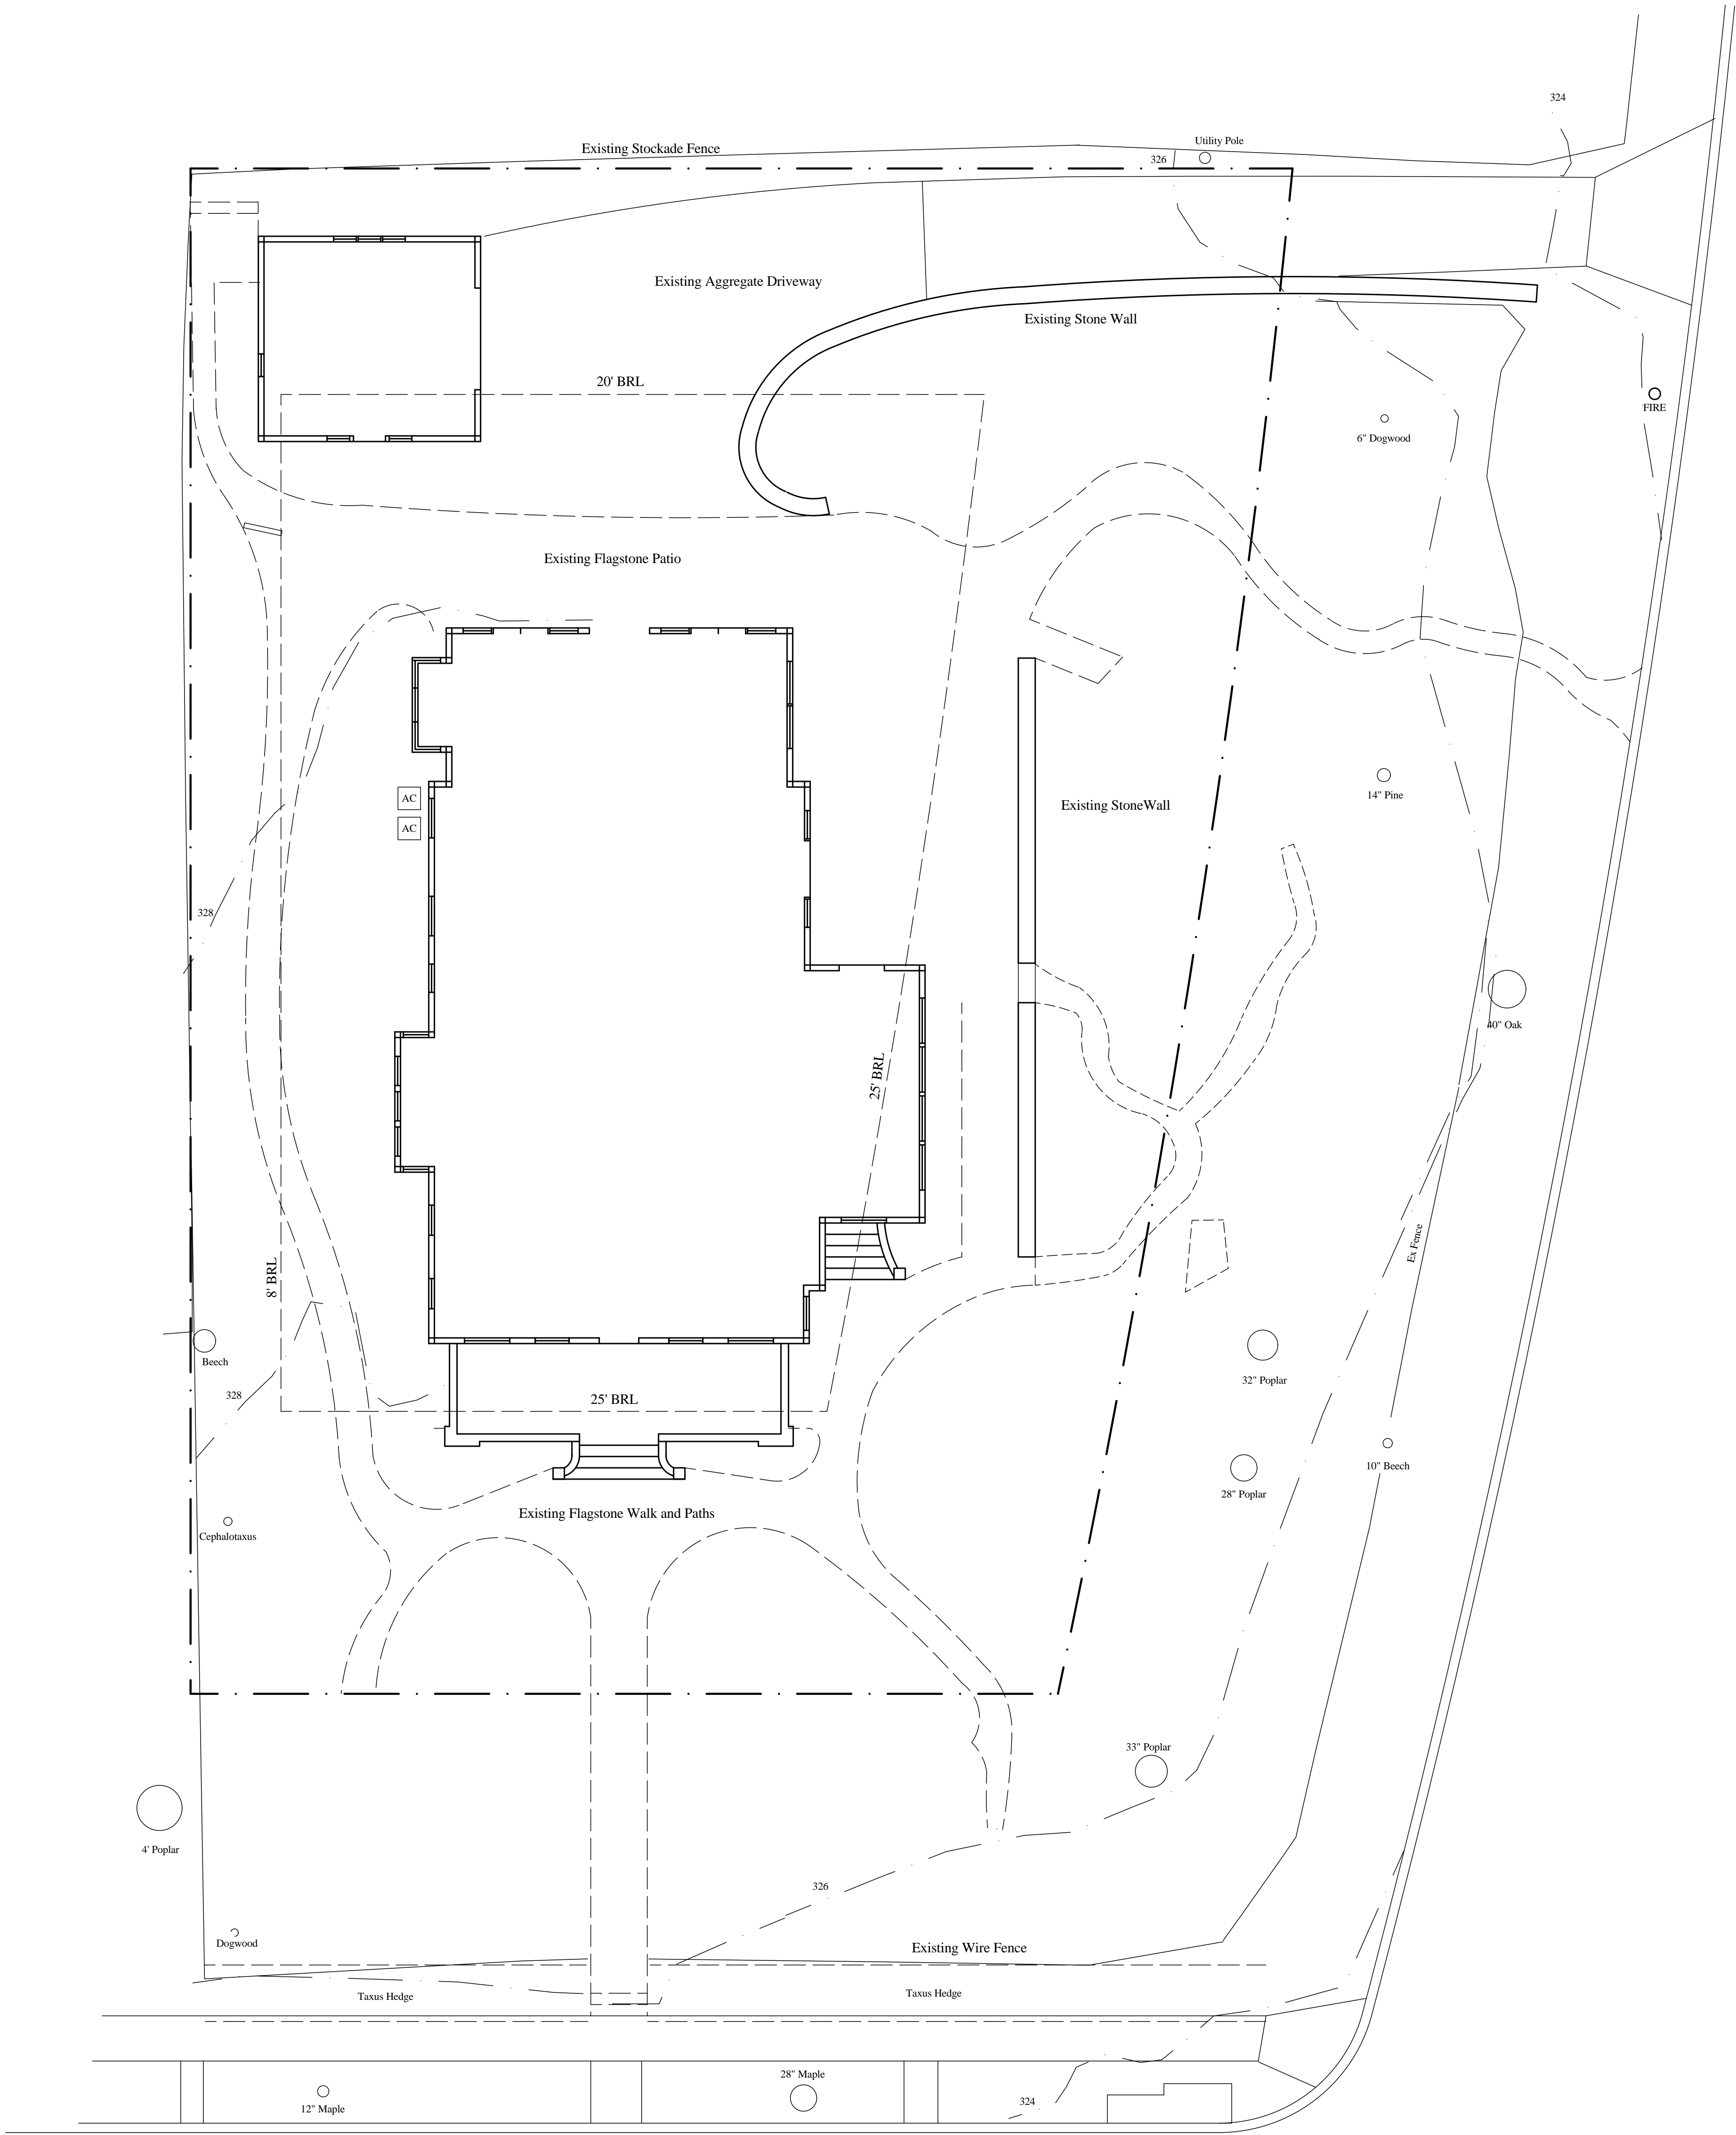 324
Utility Pole
Existing Stockade Fence
326
Existing Aggregate Driveway
Existing Stone Wall
20' BRL
FIRE
6" Dogwood
Existing Flagstone Patio
14" Pine
AC
Existing StoneWall
AC
328
40" Oak
25' BRL
Ex Fence
8' BRL
Beech
32" Poplar
328
25' BRL
10" Beech
28" Poplar
Existing Flagstone Walk and Paths
Cephalotaxus
33" Poplar
4' Poplar
326
Dogwood
Existing Wire Fence
Taxus Hedge
Taxus Hedge
28" Maple
324
12" Maple